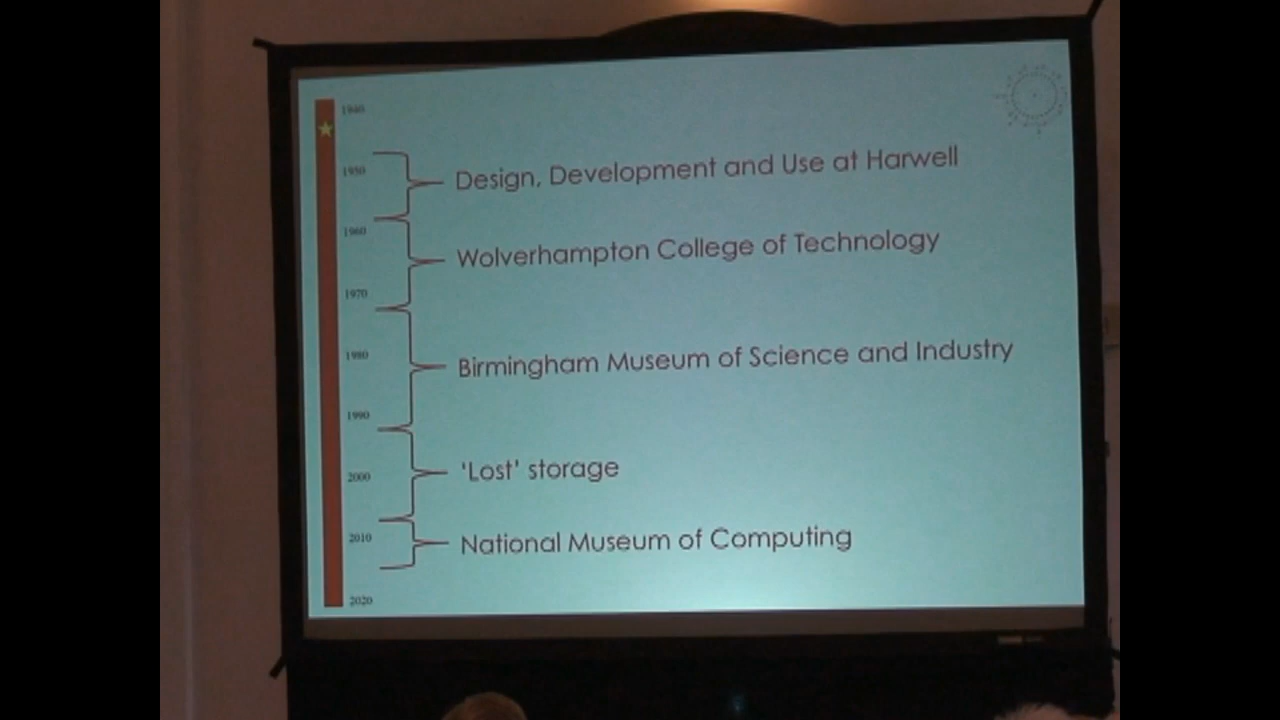 1940
1950
Design, Development and Use at Harwell
1960
Wolverhampton College of Technology
1970
1980
Birmingham Museum of Science and Industry
1990
2000
'Lost' storage
2010
National Museum of Computing
2020